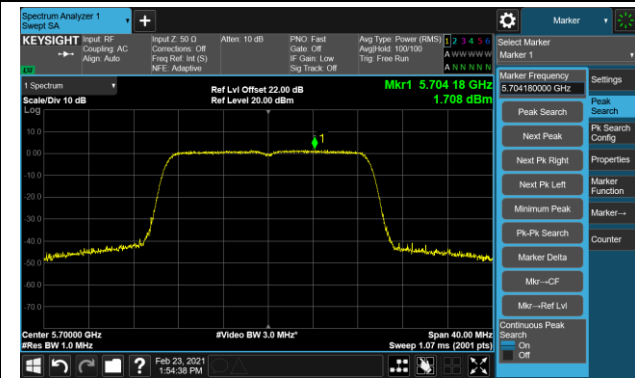 Spectrum Analyzer 1
Swept SA
Marker
KEYSIGHT
Input: RF
Coupling: AC
Align: Auto
Input Z: 50 Ω
Corrections: Off
Freq Ref: Int (S)
NFE: Adaptive
Atten: 10 dB
PNO: Fast
Gate: Off
IF Gain: Low
Sig Track: Off
Avg Type: Power (RMS)
Avg|Hold: 100/100
Trig: Free Run
1 2 3 4 5 6
A W W W W W
A N N N N N
LV
Select Marker
Marker 1
1 Spectrum
Scale/Div 10 dB
Log
Ref Lvl Offset 22.00 dB
Ref Level 20.00 dBm
Mkr1 5.704 18 GHz
1.708 dBm
1
10.0
0.00
-10.0
-20.0
-30.0
-40.0
-50.0
-60.0
-70.0
Center 5.70000 GHz
#Res BW 1.0 MHz
#Video BW 3.0 MHz*
Span 40.00 MHz
Sweep 1.07 ms (2001 pts)
Marker Frequency
5.704180000 GHz
Peak Search
Next Peak
Next Pk Right
Next Pk Left
Minimum Peak
Pk-Pk Search
Marker Delta
Mkr→CF
Mkr→Ref Lvl
Continuous Peak
Search
On
Off
Settings
Peak
Search
Pk Search
Config
Properties
Marker
Function
Marker→
Counter
Feb 23, 2021
1:54:38 PM